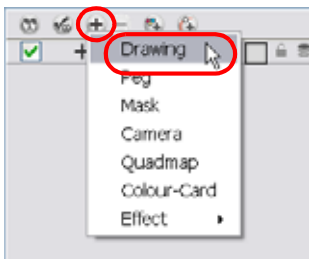 Drawing
Peg
Mask
Camera
Quadmap
Colour-Card
Effect